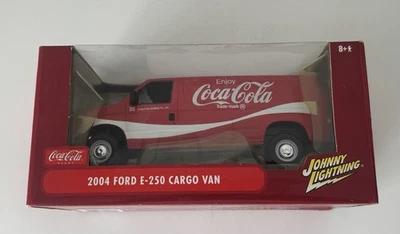 8+
Enjoy
Coca-Cola
Trade-mark ®
Coca-Cola
2004 FORD E-250 CARGO VAN
JOHNNY
LIGHTNING